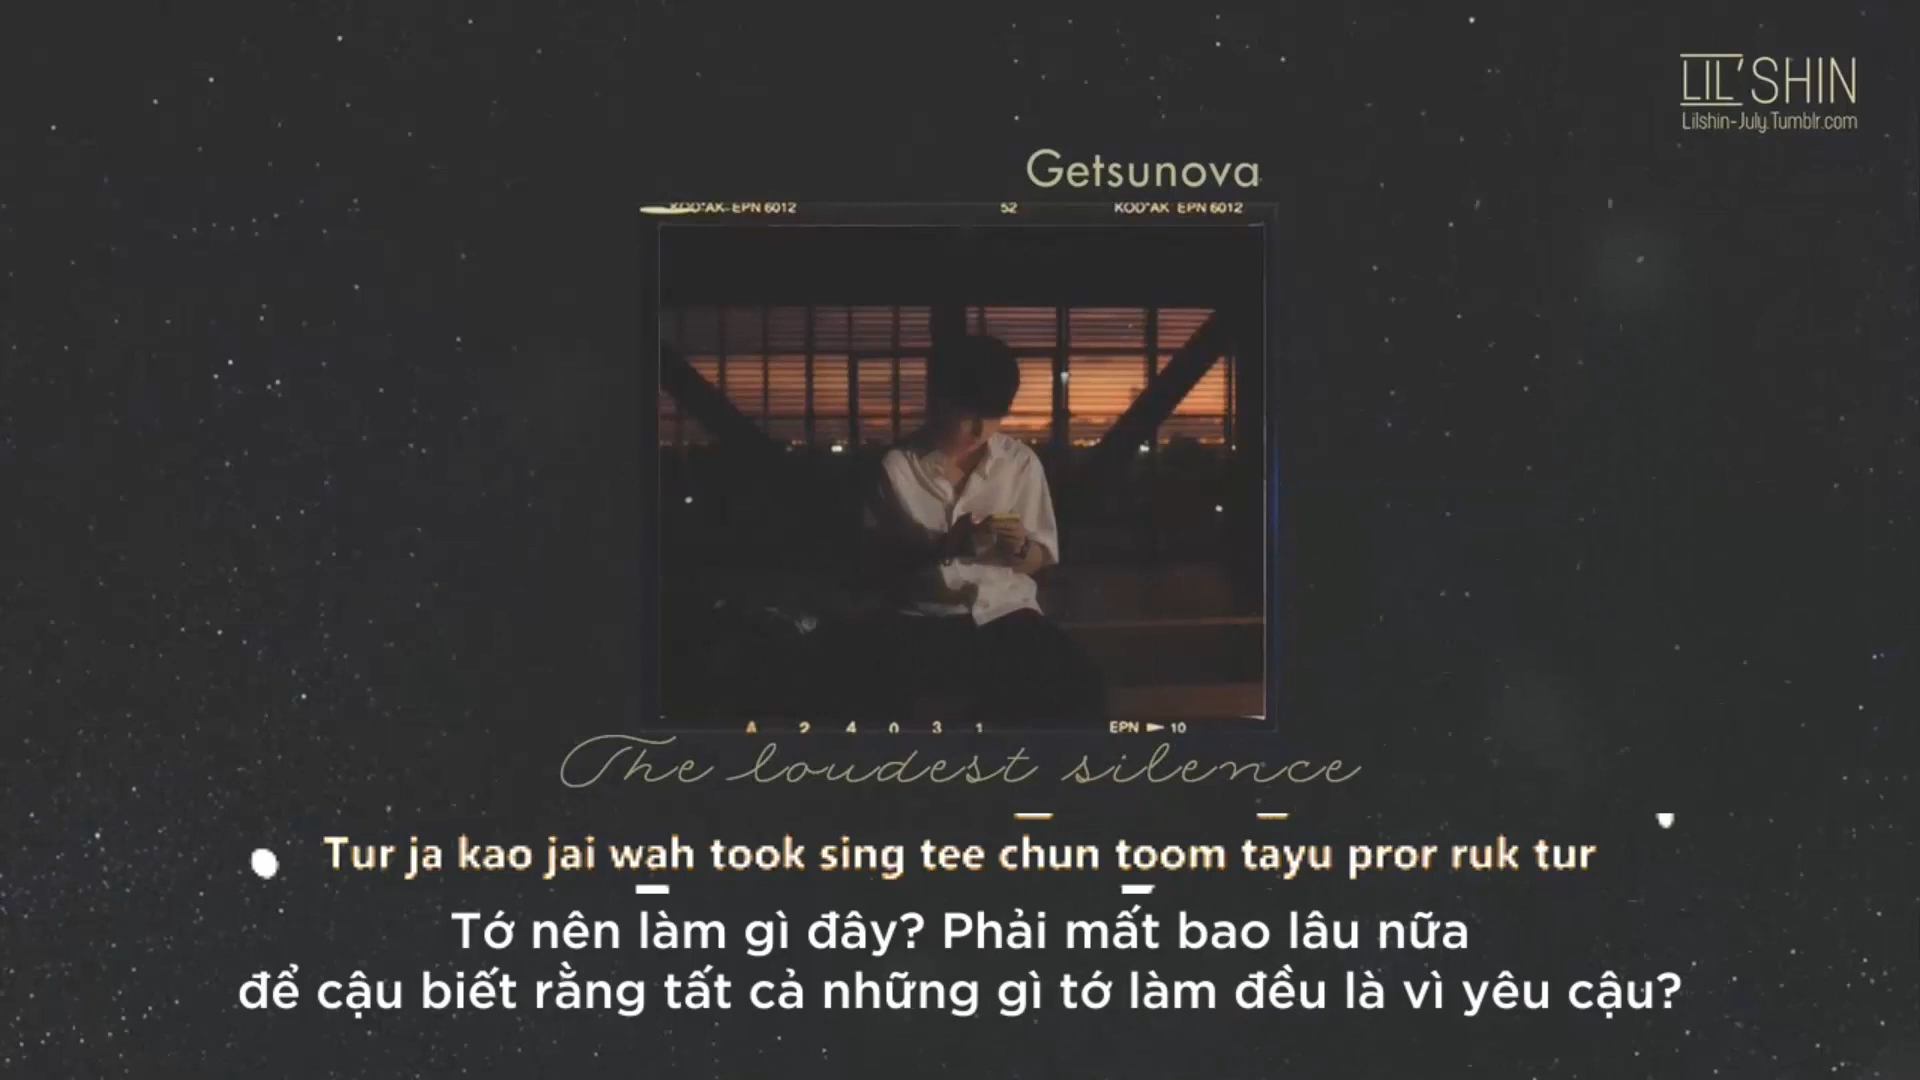 LIL'SHIN
Lilshin-July.Tumblr.com
Getsunova
KODAK EPN 6012 52 KODAK EPN 6012
A 2 4 0 3 1 EPN ► 10
The loudest silence
Tur ja kao jai wah took sing tee chun toom tayu pror ruk tur
Tớ nên làm gì đây? Phải mất bao lâu nữa
để cậu biết rằng tất cả những gì tớ làm đều là vì yêu cậu?